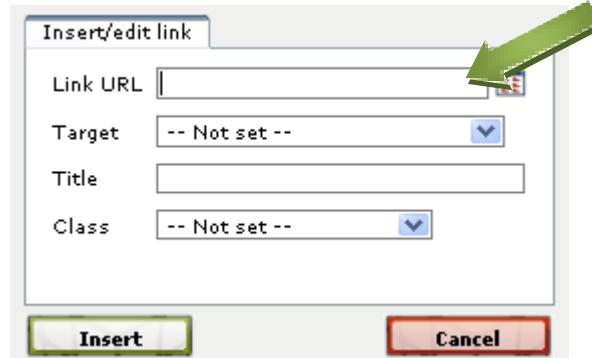 Insert/edit link
Link URL
Target -- Not set --
Title
Class -- Not set --
Insert Cancel